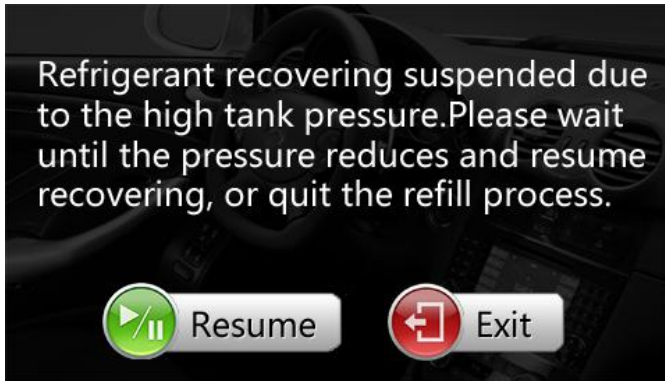 Refrigerant recovering suspended due
to the high tank pressure.Please wait
until the pressure reduces and resume
recovering, or quit the refill process.
Resume
Exit